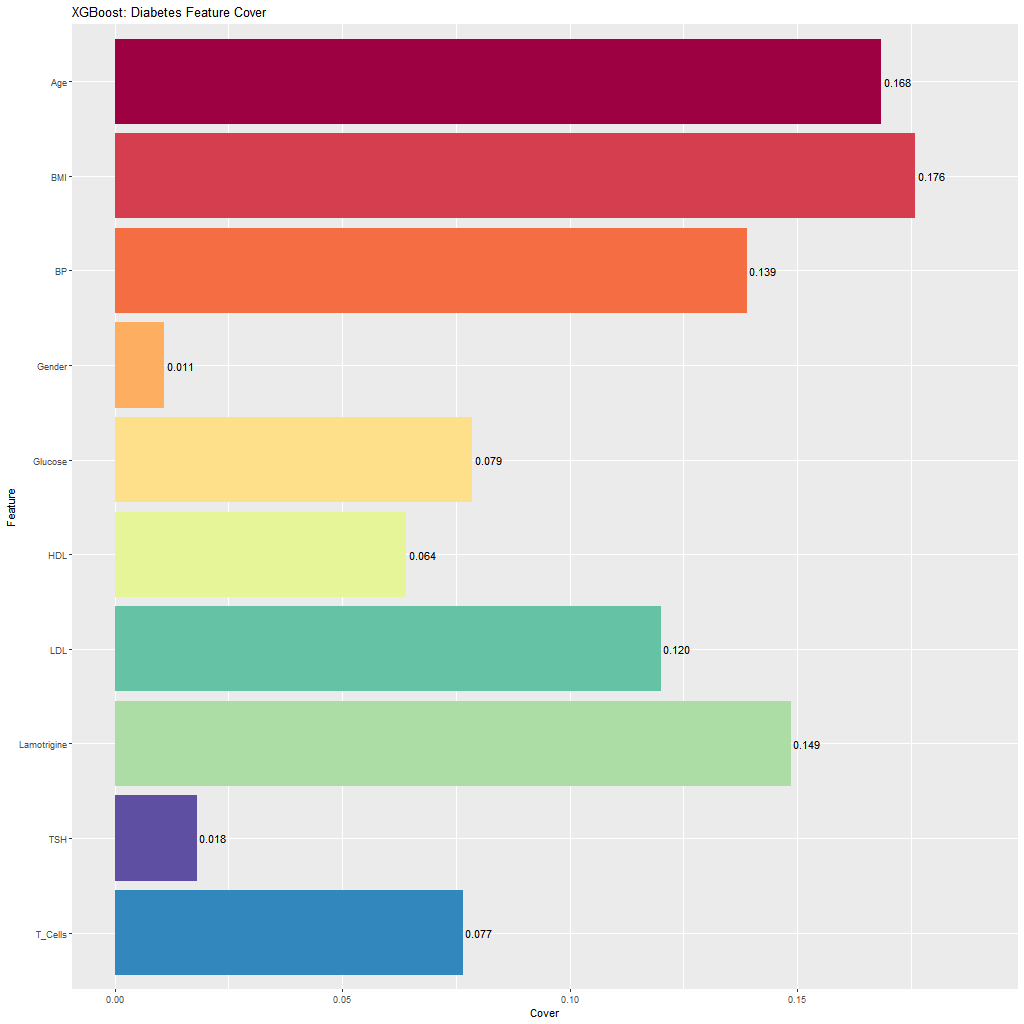 XGBoost: Diabetes Feature Cover
Age
0.168
BMI
0.176
BP
0.139
Gender
0.011
Glucose
0.079
Feature
HDL
0.064
LDL
0.120
Lamotrigine
0.149
TSH
0.018
T_Cells
0.077
0.00 0.05 0.10 0.15
Cover